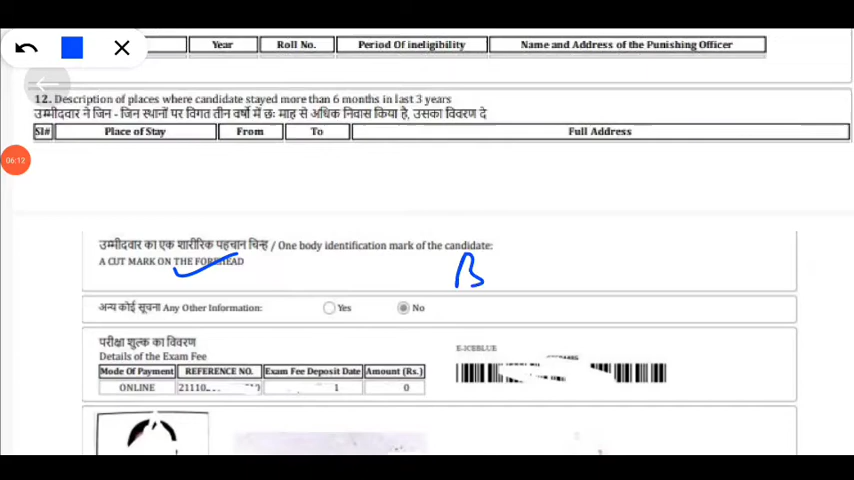 Year Roll No. Period Of ineligibility Name and Address of the Punishing Officer
12. Description of places where candidate stayed more than 6 months in last 3 years
उम्मीदवार ने जिन - जिन स्थानों पर विगत तीन वर्षो में छः माह से अधिक निवास किया है, उसका विवरण दे
Sl# Place of Stay From To Full Address
06:12
उम्मीदवार का एक शारीरिक पहचान चिन्ह / One body identification mark of the candidate:
A CUT MARK ON THE FOREHEAD
B
अन्य कोई सूचना Any Other Information: Yes No
परीक्षा शुल्क का विवरण
Details of the Exam Fee
E-ICEBLUE
Mode Of Payment REFERENCE NO. Exam Fee Deposit Date Amount (Rs.)
ONLINE 21110 1 0